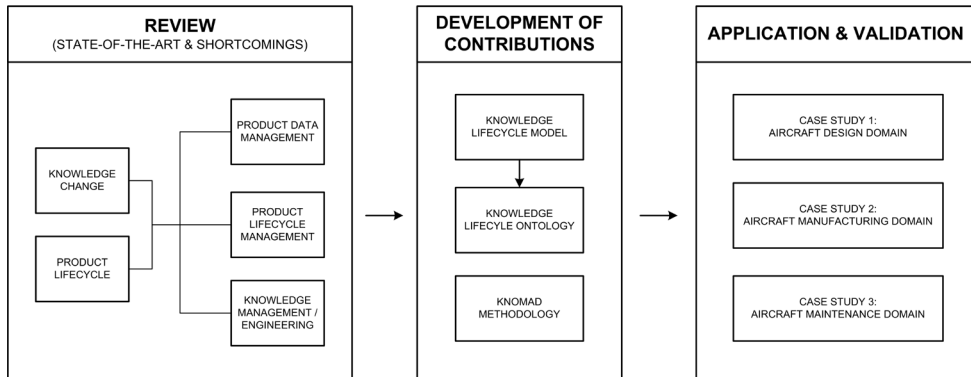 REVIEW
(STATE-OF-THE-ART & SHORTCOMINGS)
KNOWLEDGE
CHANGE
PRODUCT
LIFECYCLE
PRODUCT DATA
MANAGEMENT
PRODUCT
LIFECYCLE
MANAGEMENT
KNOWLEDGE
MANAGEMENT /
ENGINEERING
DEVELOPMENT OF
CONTRIBUTIONS
KNOWLEDGE
LIFECYCLE MODEL
KNOWLEDGE
LIFECYLE ONTOLOGY
KNOMAD
METHODOLOGY
APPLICATION & VALIDATION
CASE STUDY 1:
AIRCRAFT DESIGN DOMAIN
CASE STUDY 2:
AIRCRAFT MANUFACTURING DOMAIN
CASE STUDY 3:
AIRCRAFT MAINTENANCE DOMAIN